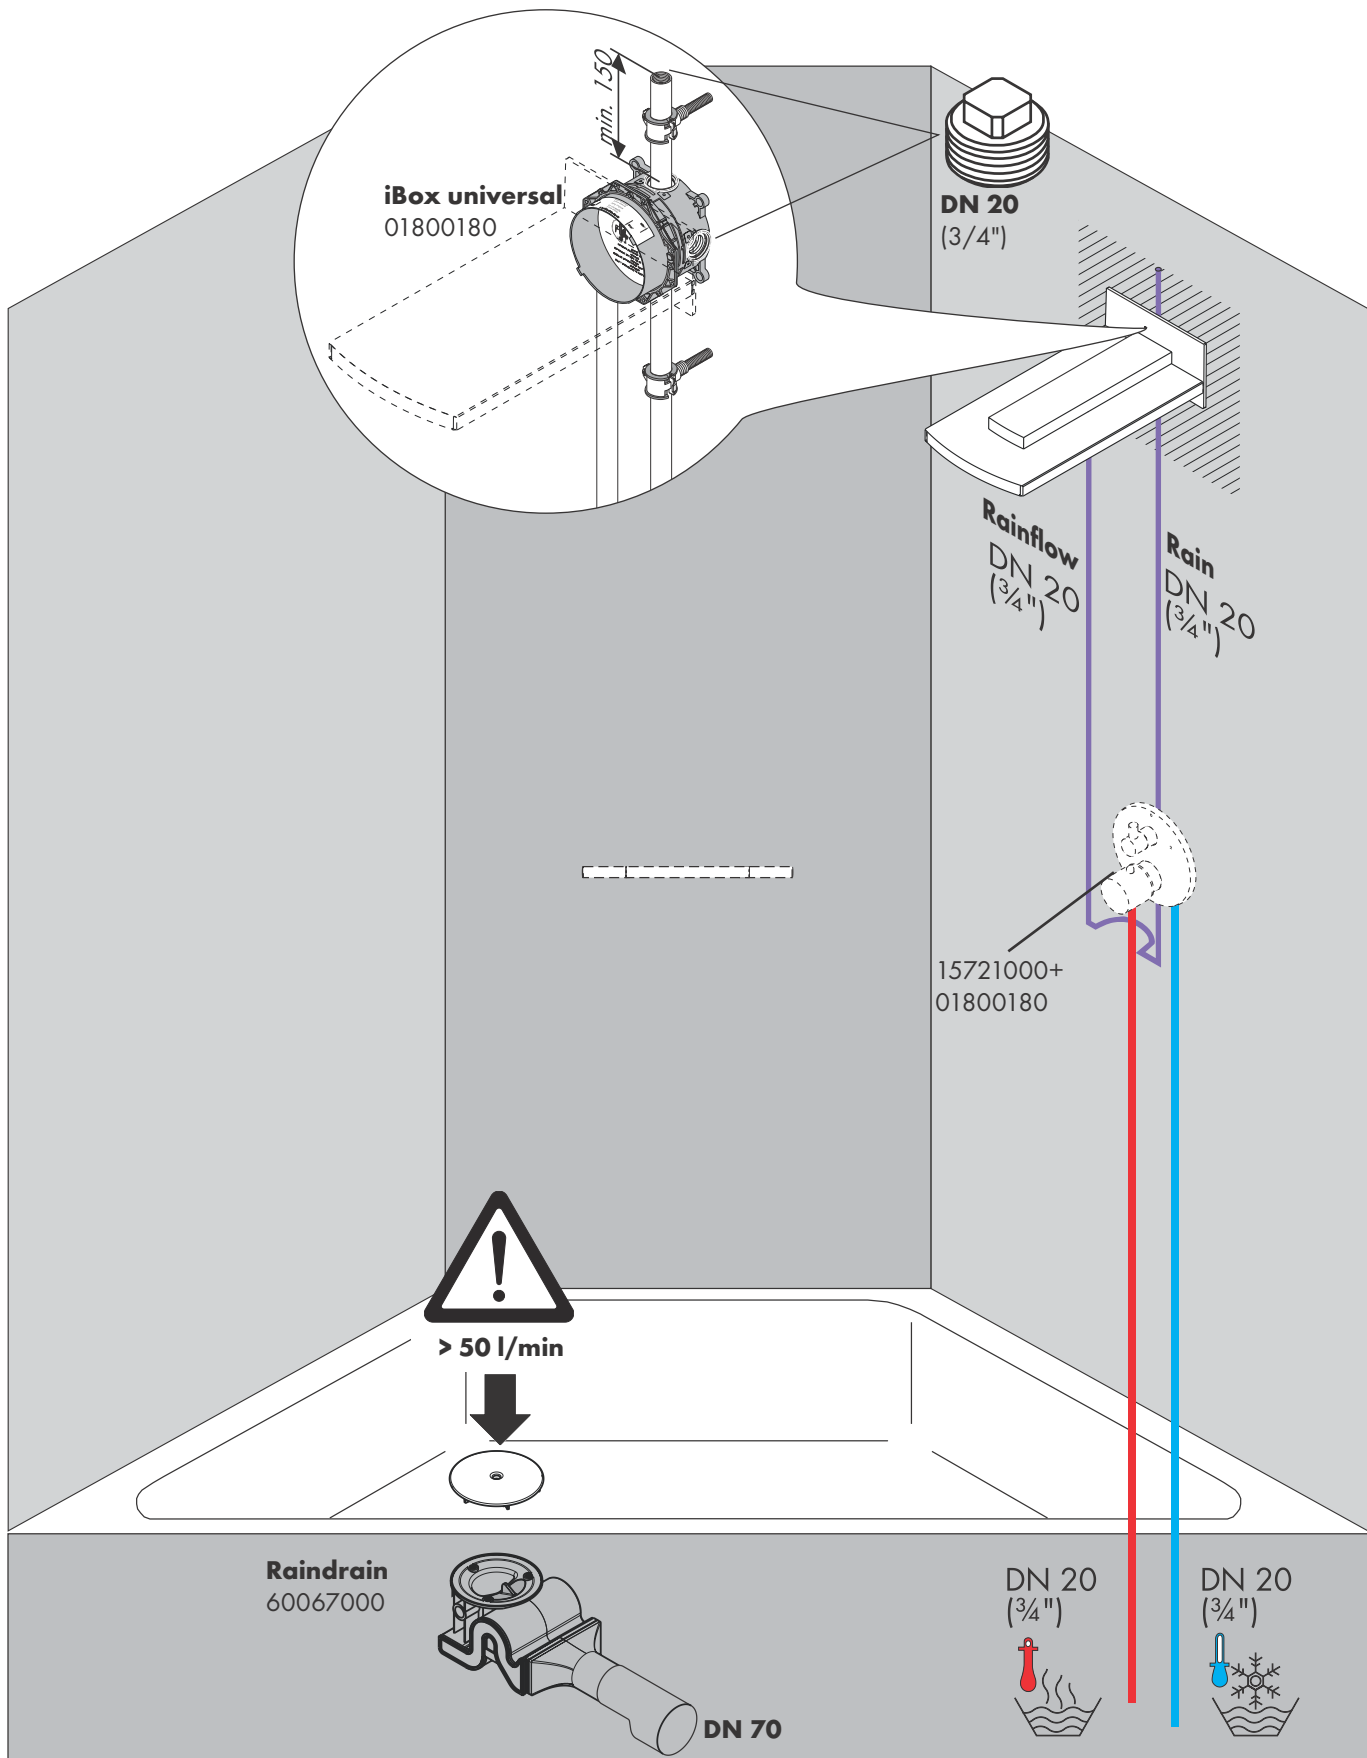 min. 150
iBox universal
01800180
DN 20
(3/4")
Rainflow
DN 20
(3/4")
Rain
DN 20
(3/4")
15721000+
01800180
> 50 l/min
Raindrain
60067000
DN 70
DN 20
(3/4")
DN 20
(3/4")